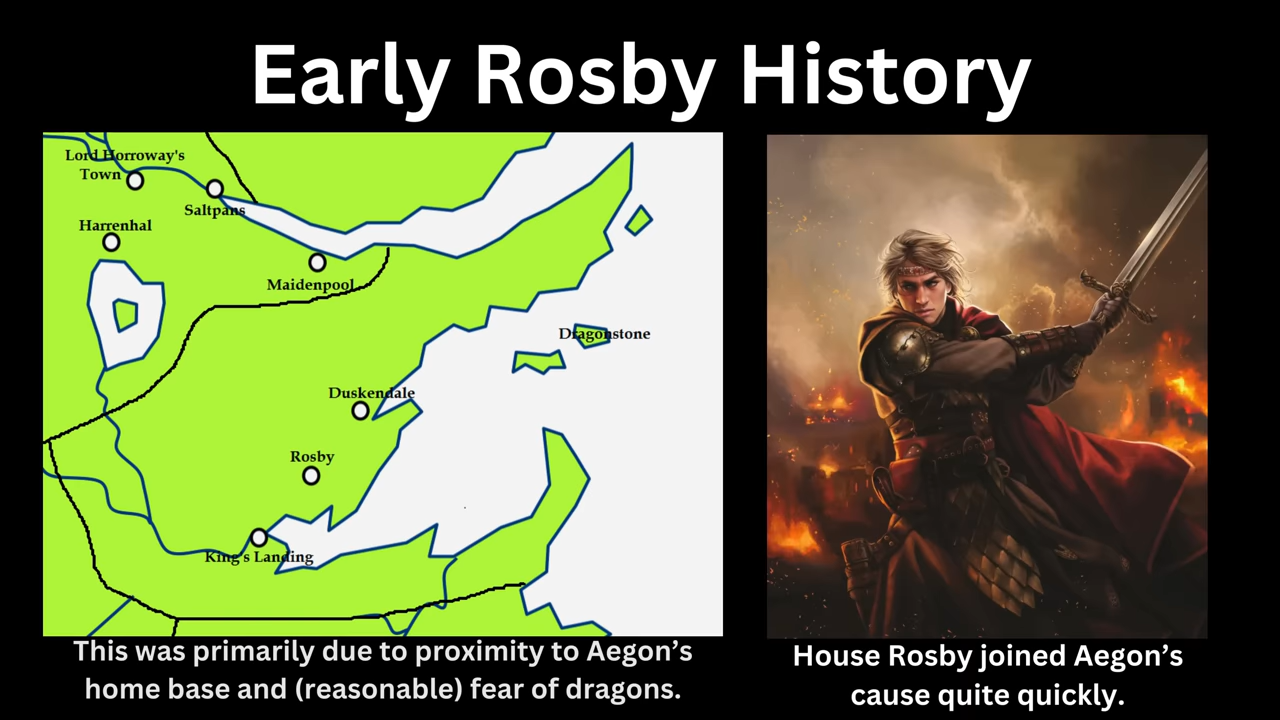 Early Rosby History
Lord Horroway's
Town
Saltpans
Harrenhal
Maidenpool
Dragonstone
Duskendale
Rosby
King's Landing
This was primarily due to proximity to Aegon’s
home base and (reasonable) fear of dragons.
House Rosby joined Aegon’s
cause quite quickly.